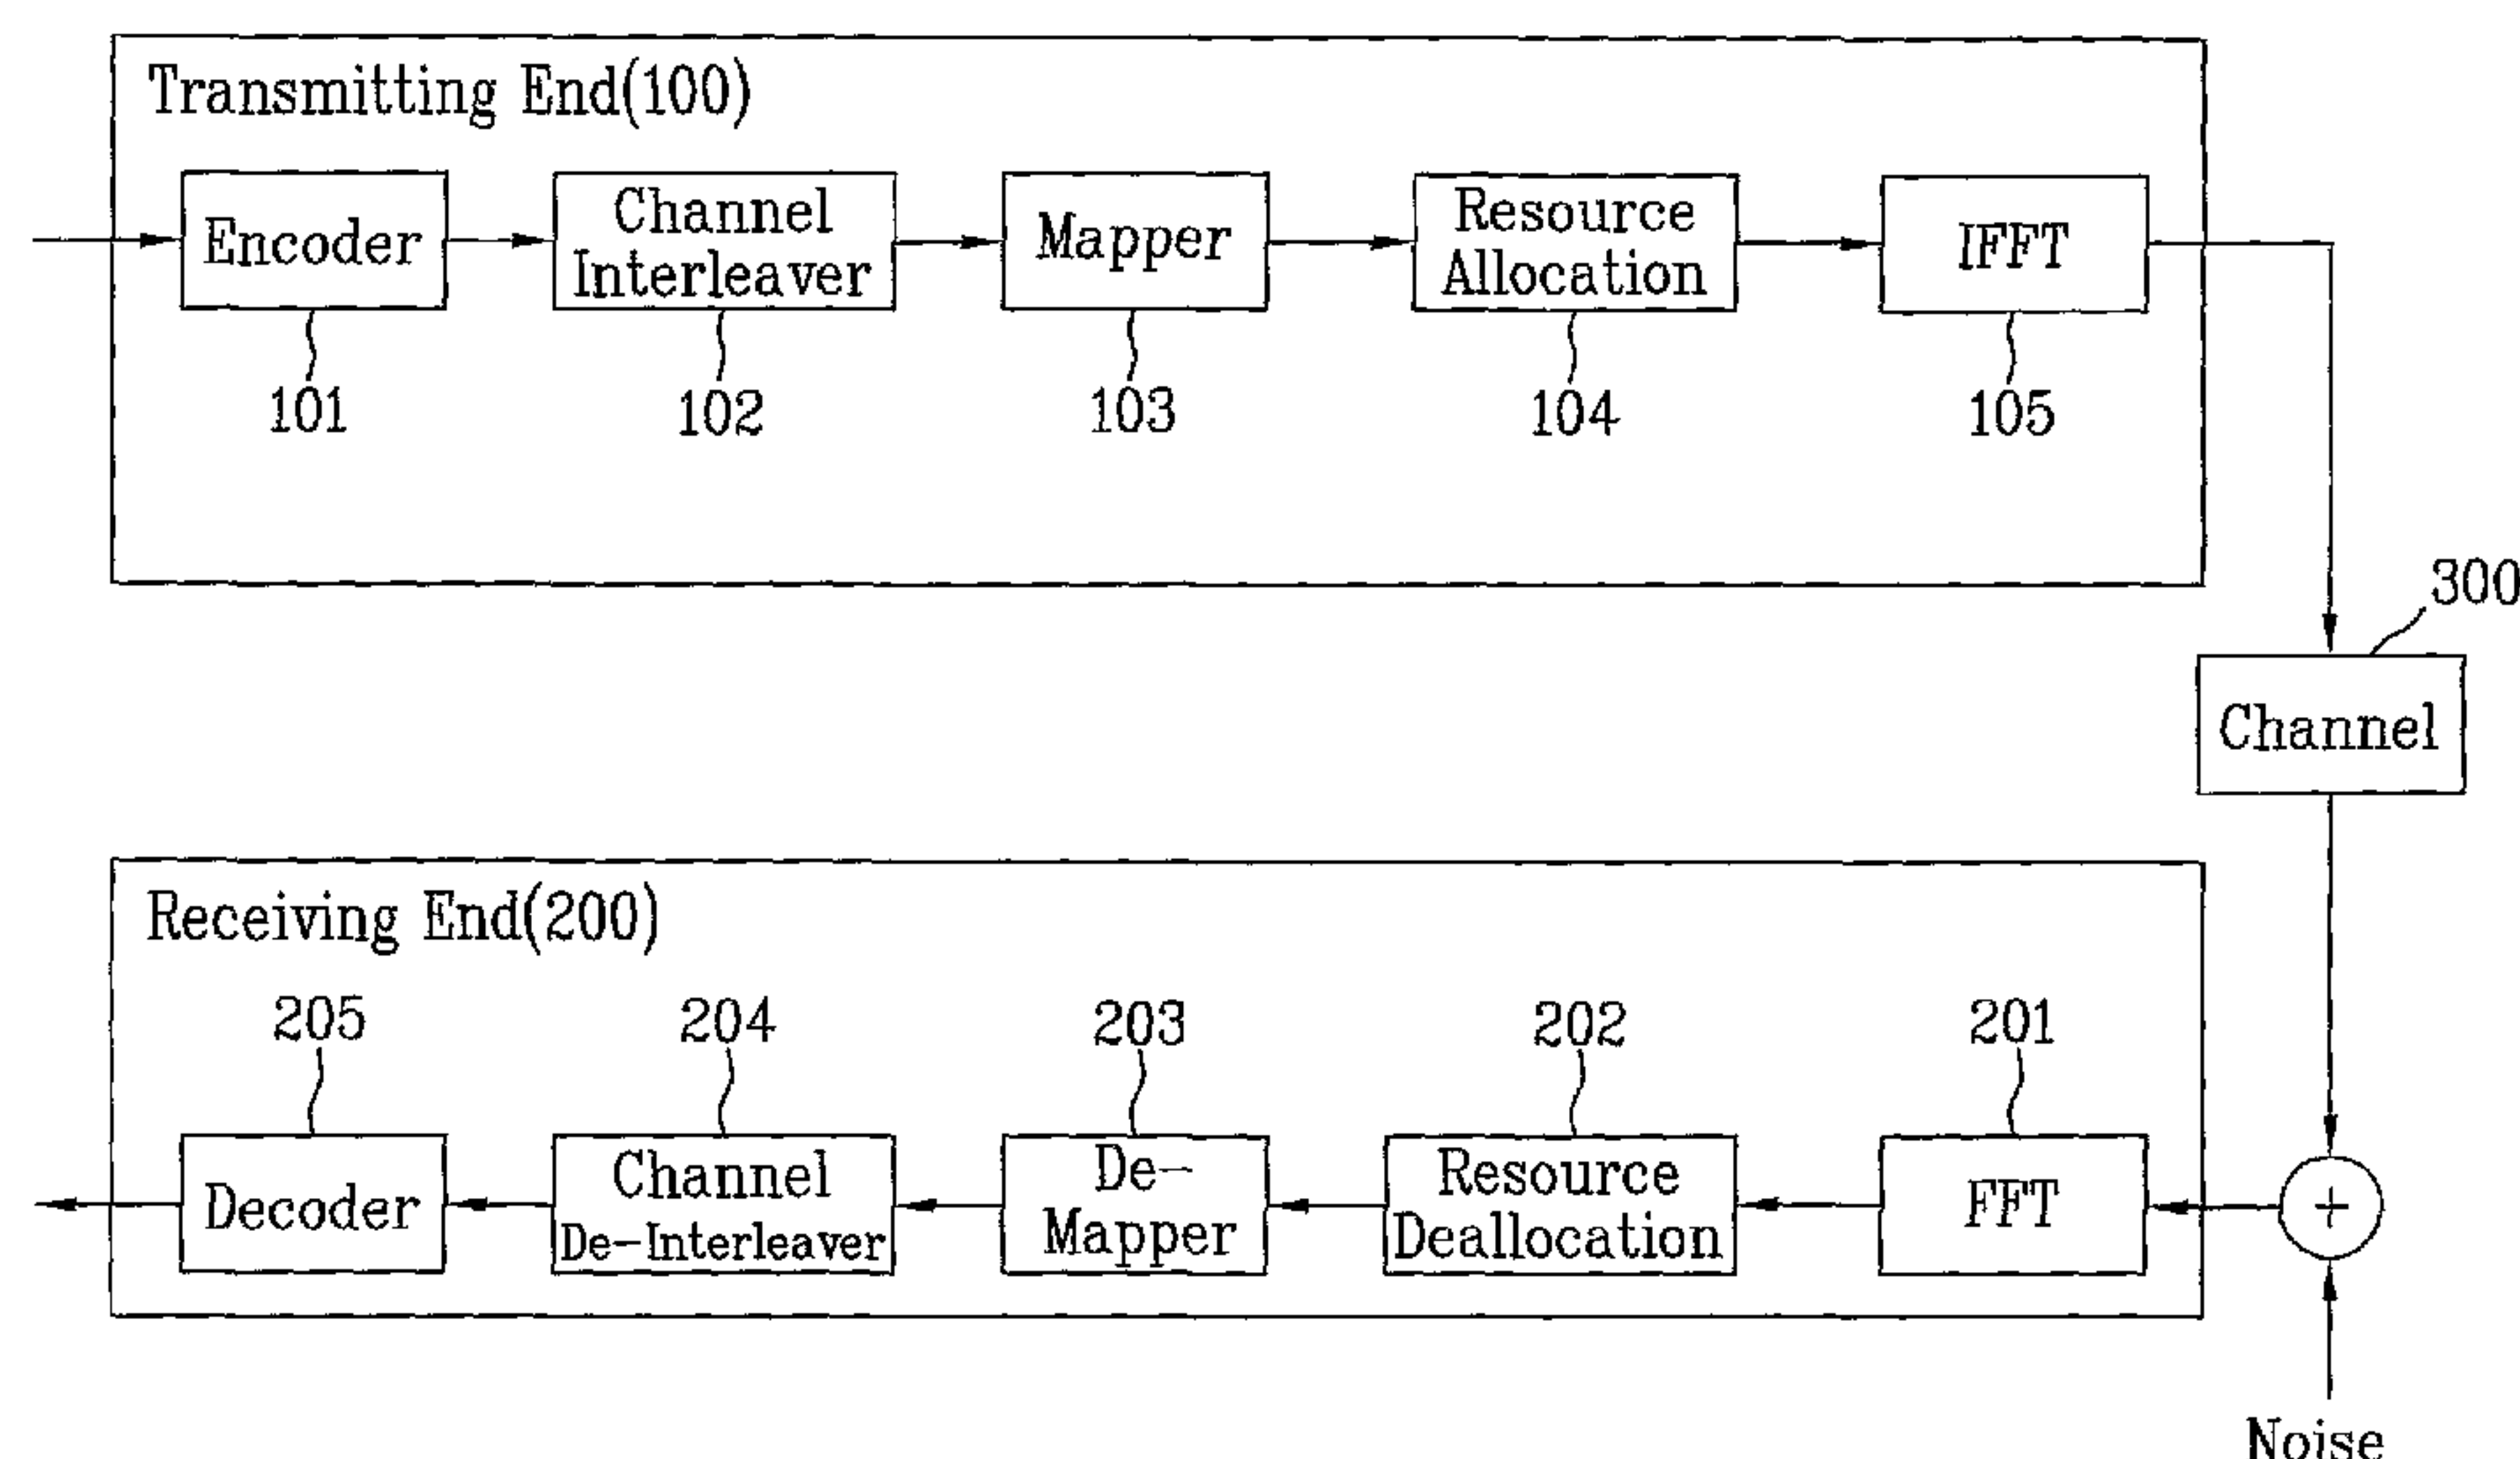 Transmitting End(100)
Encoder
Channel
Interleaver
Mapper
Resource
Allocation
IFFT
101
102
103
104
105
300
Channel
Receiving End(200)
205
204
203
202
201
Decoder
Channel
De-Interleaver
De-
Mapper
Resource
Deallocation
FFT
+
Noise